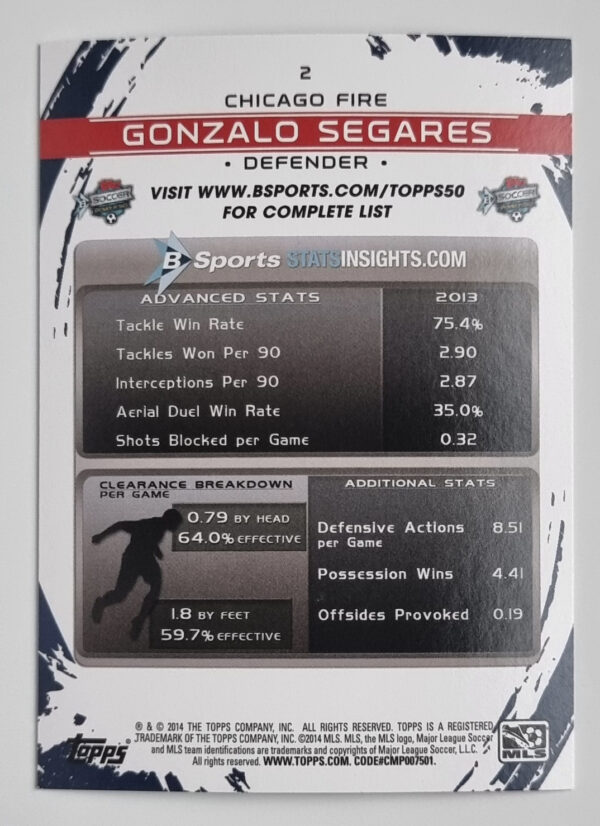 2
CHICAGO FIRE
GONZALO SEGARES
• DEFENDER •
VISIT WWW.BSPORTS.COM/TOPPS50
FOR COMPLETE LIST
SOCCER
SOCCER
B Sports STATSINSIGHTS.COM
ADVANCED STATS 2013
Tackle Win Rate 75.4%
Tackles Won Per 90 2.90
Interceptions Per 90 2.87
Aerial Duel Win Rate 35.0%
Shots Blocked per Game 0.32
CLEARANCE BREAKDOWN
PER GAME
0.79 BY HEAD
64.0% EFFECTIVE
1.8 BY FEET
59.7% EFFECTIVE
ADDITIONAL STATS
Defensive Actions 8.51
per Game
Possession Wins 4.41
Offsides Provoked 0.19
® & © 2014 THE TOPPS COMPANY, INC. ALL RIGHTS RESERVED. TOPPS IS A REGISTERED
TRADEMARK OF THE TOPPS COMPANY, INC. ©2014 MLS. MLS, the MLS logo, Major League Soccer
and MLS team identifications are trademarks and copyrights of Major League Soccer, L.L.C.
All rights reserved. WWW.TOPPS.COM. CODE#CMP007501.
Topps®
MLS